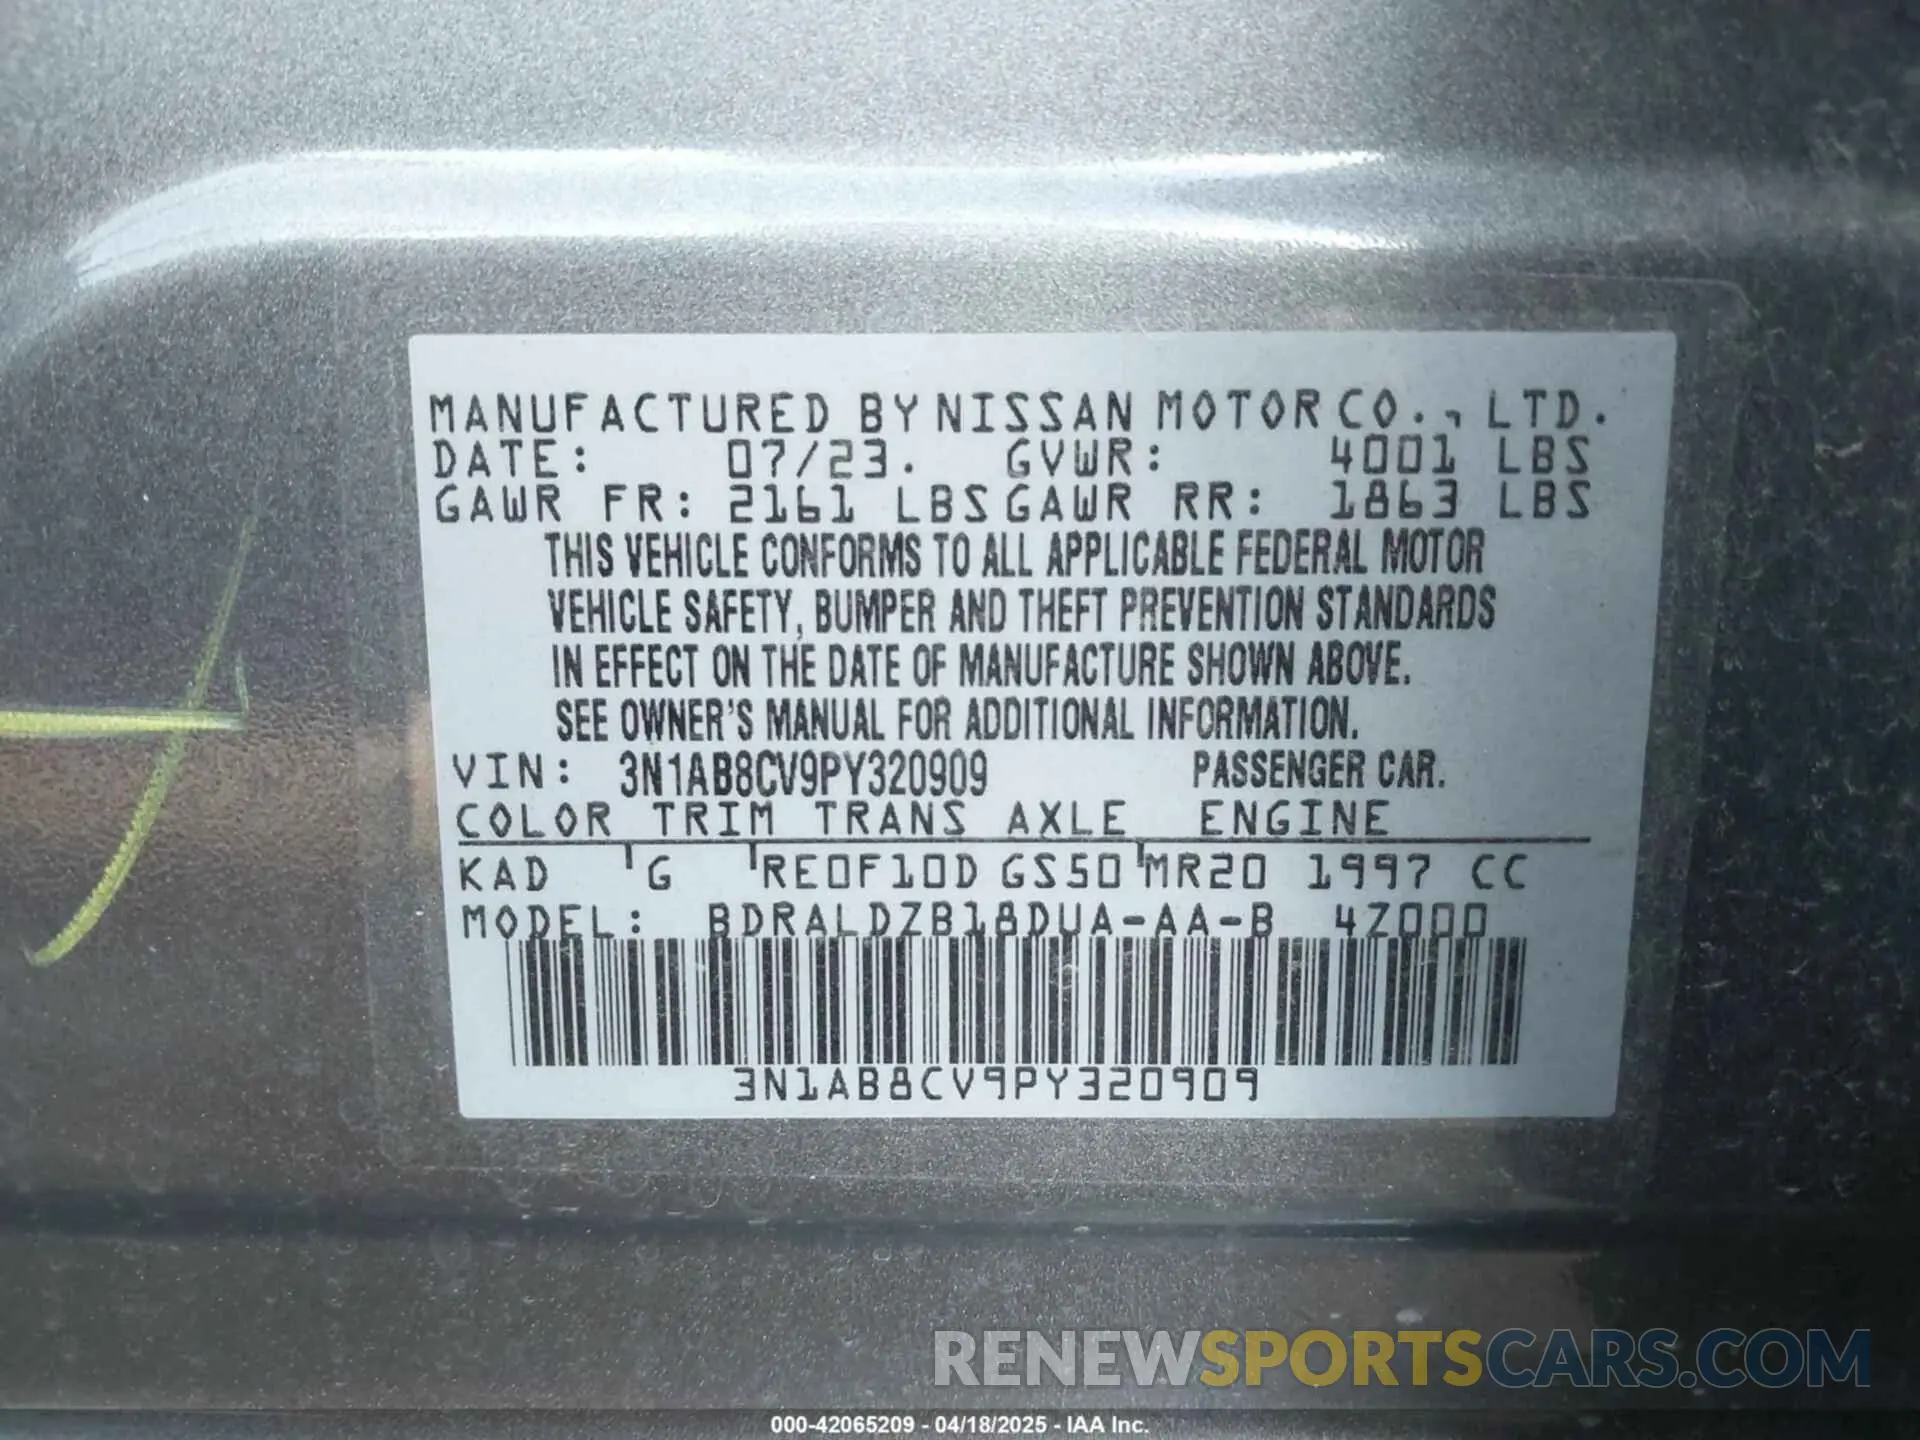 MANUFACTURED BY NISSAN MOTOR CO., LTD.
DATE: 07/23. GVWR: 4001 LBS
GAWR FR: 2161 LBS GAWR RR: 1863 LBS
THIS VEHICLE CONFORMS TO ALL APPLICABLE FEDERAL MOTOR
VEHICLE SAFETY, BUMPER AND THEFT PREVENTION STANDARDS
IN EFFECT ON THE DATE OF MANUFACTURE SHOWN ABOVE.
SEE OWNER'S MANUAL FOR ADDITIONAL INFORMATION.
VIN: 3N1AB8CV9PY320909 PASSENGER CAR.
COLOR TRIM TRANS AXLE ENGINE
KAD G RE0F10D GS50 MR20 1997 CC
MODEL: BDRALDZB18DUA-AA-B 4Z000
3N1AB8CV9PY320909
RENEWSPORTSCARS.COM
000-42065209 - 04/18/2025 - IAA Inc.